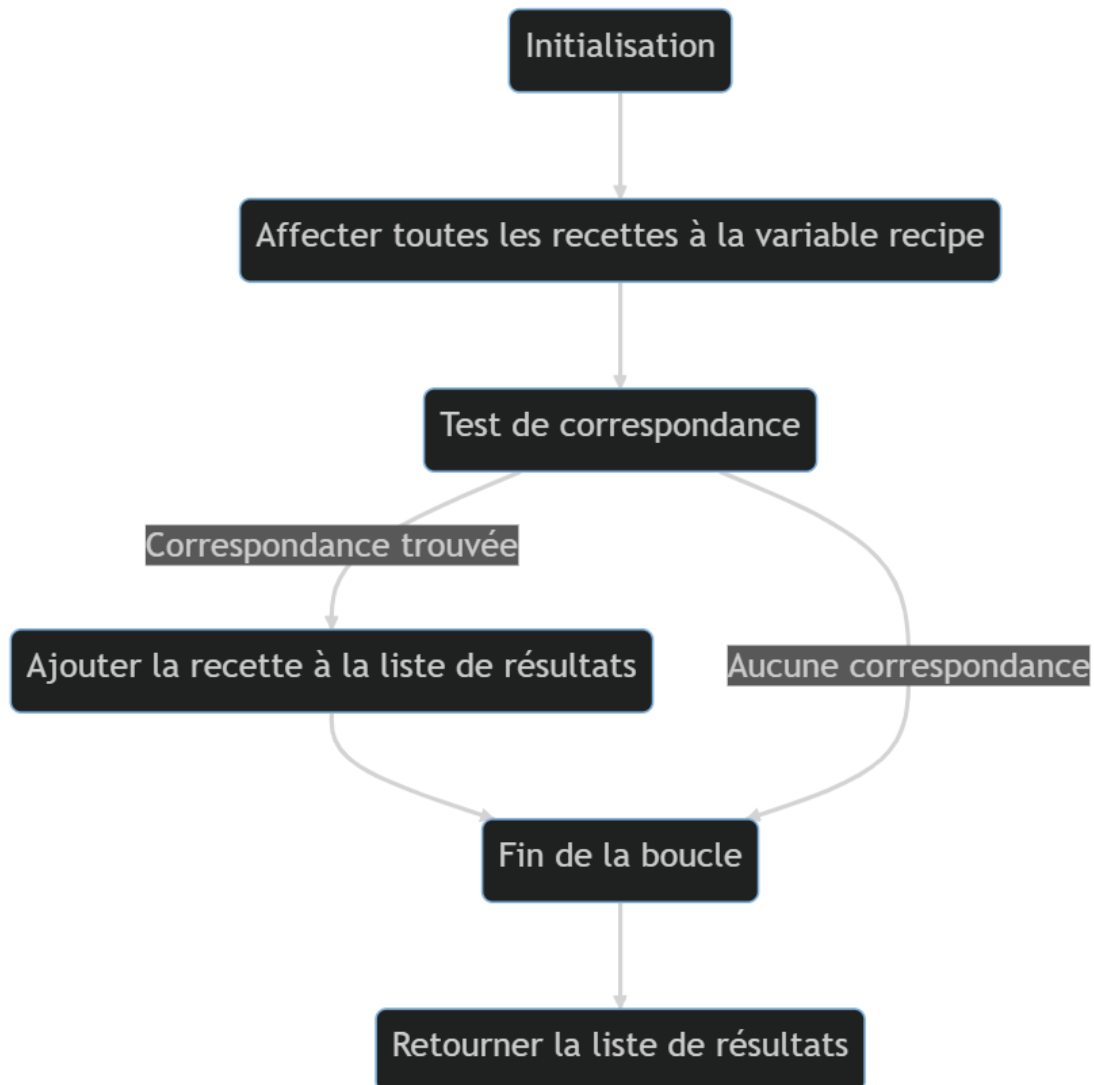 Initialisation
Affecter toutes les recettes à la variable recipe
Test de correspondance
Correspondance trouvée
Ajouter la recette à la liste de résultats
Aucune correspondance
Fin de la boucle
Retourner la liste de résultats